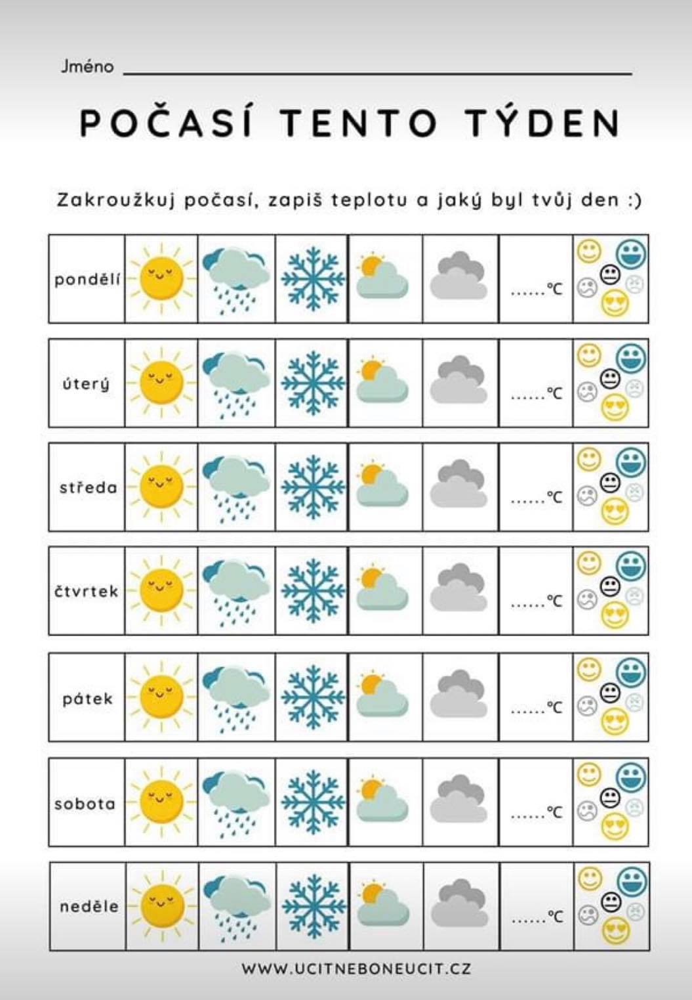 Jméno
POČASÍ TENTO TÝDEN
Zakroužkuj počasí, zapiš teplotu a jaký byl tvůj den :)
pondělí ......°C
úterý ......°C
středa ......°C
čtvrtek ......°C
pátek ......°C
sobota ......°C
neděle ......°C
WWW.UCITNEBONEUCIT.CZ